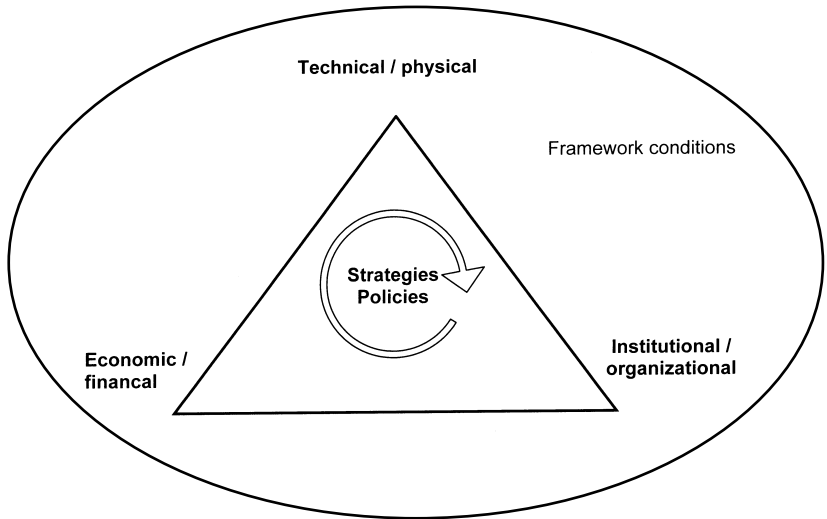 Technical / physical
Framework conditions
Strategies
Policies
Economic /
financal
Institutional /
organizational